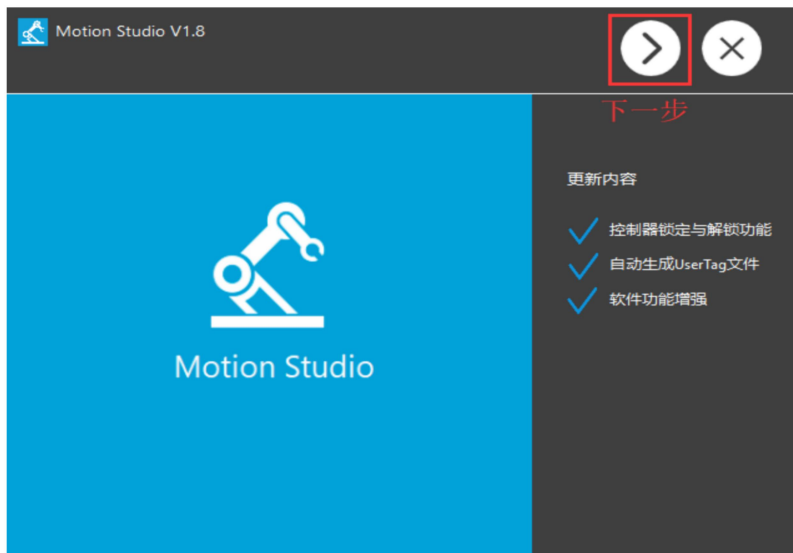 Motion Studio V1.8
下一步
更新内容
控制器锁定与解锁功能
自动生成UserTag文件
软件功能增强
Motion Studio